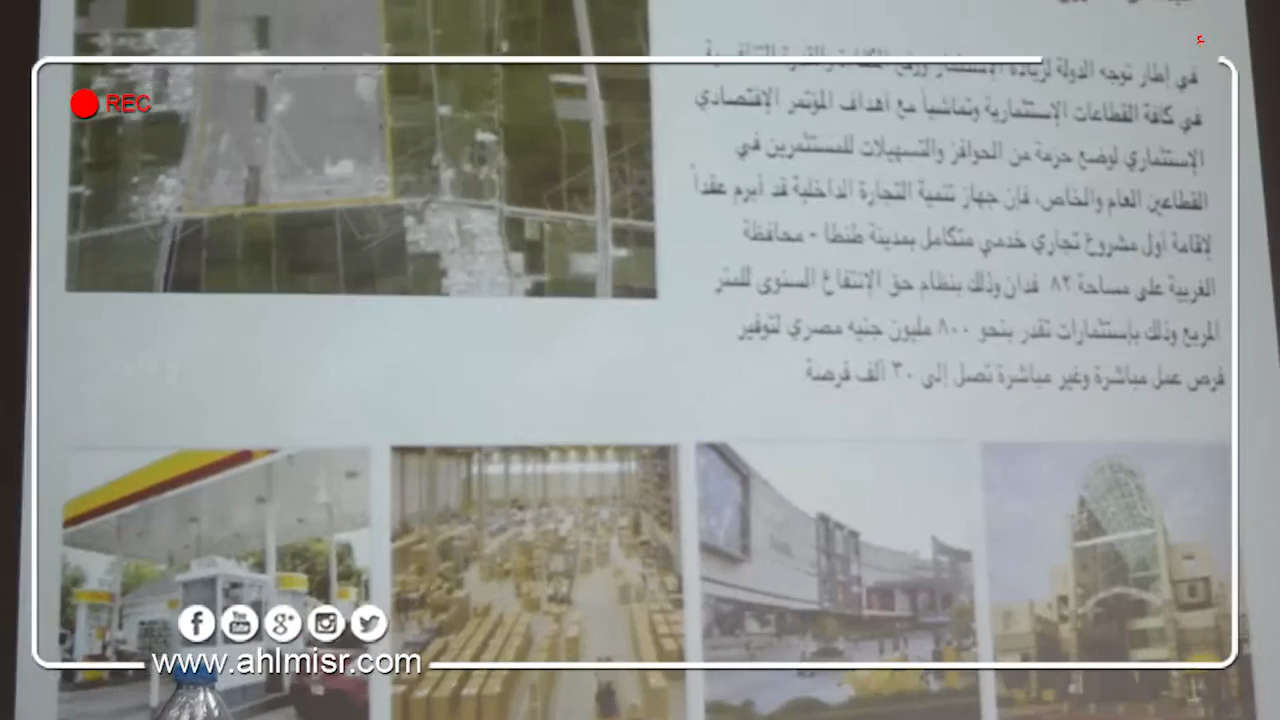 REC
في إطار توجه الدولة لزيادة الإستثمار ورفع الكفاءة والقدرة التنافسية
في كافة القطاعات الإستثمارية وتماشياً مع أهداف المؤتمر الإقتصادي
الإستثماري لوضع حزمة من الحوافز والتسهيلات للمستثمرين في
القطاعين العام والخاص، فإن جهاز تنمية التجارة الداخلية قد أبرم عقداً
لإقامة أول مشروع تجاري خدمي متكامل بمدينة طنطا - محافظة
الغربية على مساحة ٨٢ فدان وذلك بنظام حق الإنتفاع السنوى للمتر
المربع وذلك بإستثمارات تقدر بنحو ٨٠٠ مليون جنيه مصري لتوفير
فرص عمل مباشرة وغير مباشرة تصل إلى ٣٠ ألف فرصة.
www.ahlmisr.com